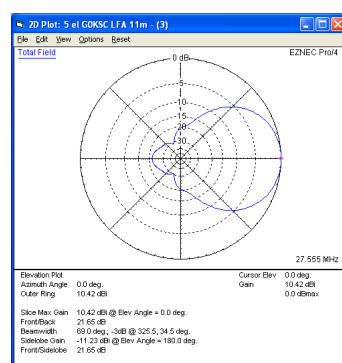 2D Plot: 5 el G0KSC LFA 11m - (3)
File Edit View Options Reset
Total Field
EZNEC Pro/4
0 dB
-5
-10
-15
-20
-30
27.555 MHz
Elevation Plot
Azimuth Angle 0.0 deg.
Outer Ring 10.42 dBi
Cursor Elev 0.0 deg.
Gain 10.42 dBi
0.0 dBmax
Slice Max Gain 10.42 dBi @ Elev Angle = 0.0 deg.
Front/Back 21.65 dB
Beamwidth 69.0 deg.; -3dB @ 325.5, 34.5 deg.
Sidelobe Gain -11.23 dBi @ Elev Angle = 180.0 deg.
Front/Sidelobe 21.65 dB